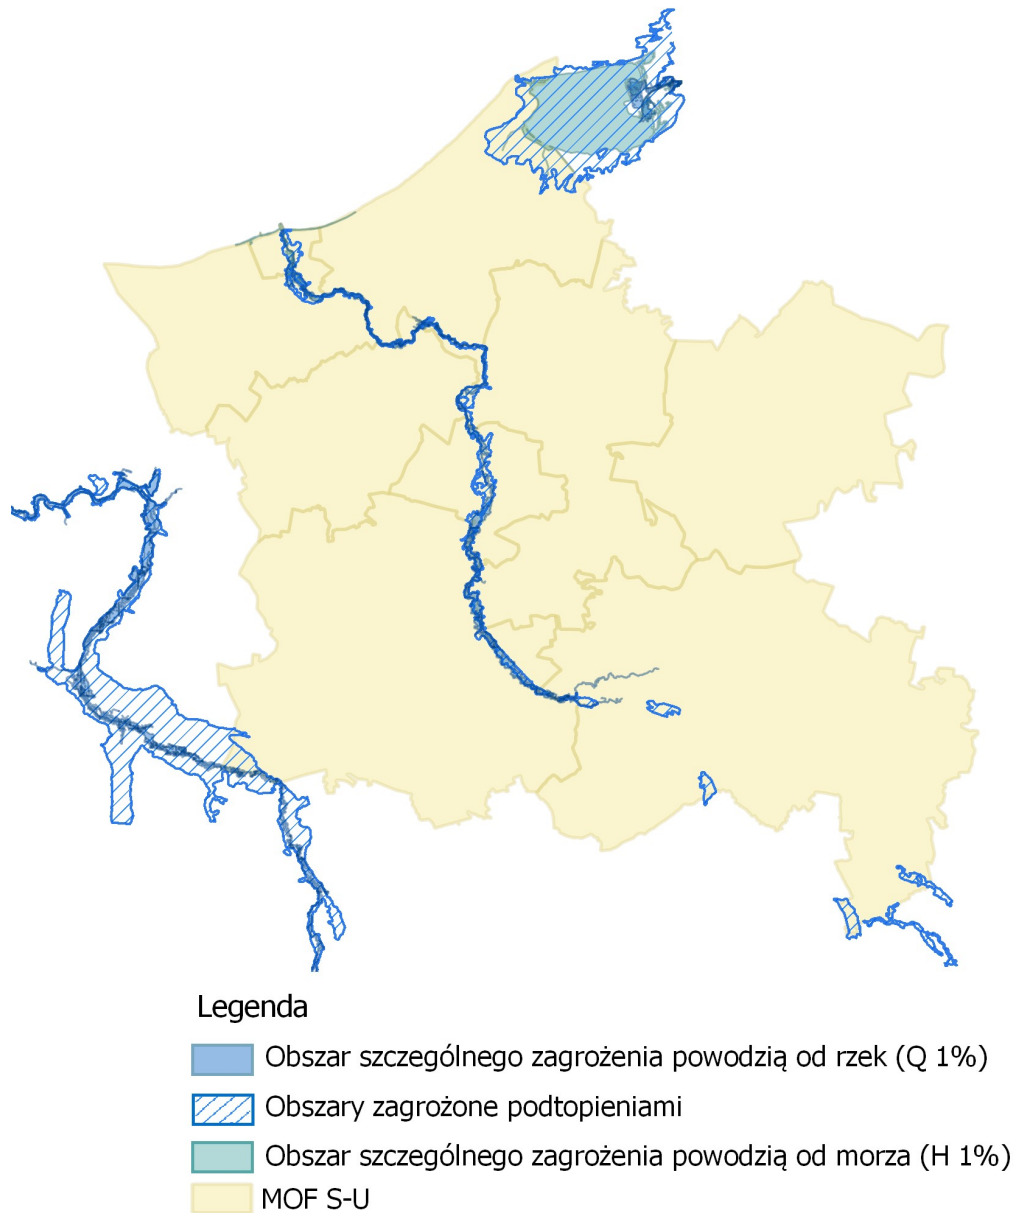 Legenda
Obszar szczególnego zagrożenia powodzią od rzek (Q 1%)
Obszary zagrożone podtopieniami
Obszar szczególnego zagrożenia powodzią od morza (H 1%)
MOF S-U